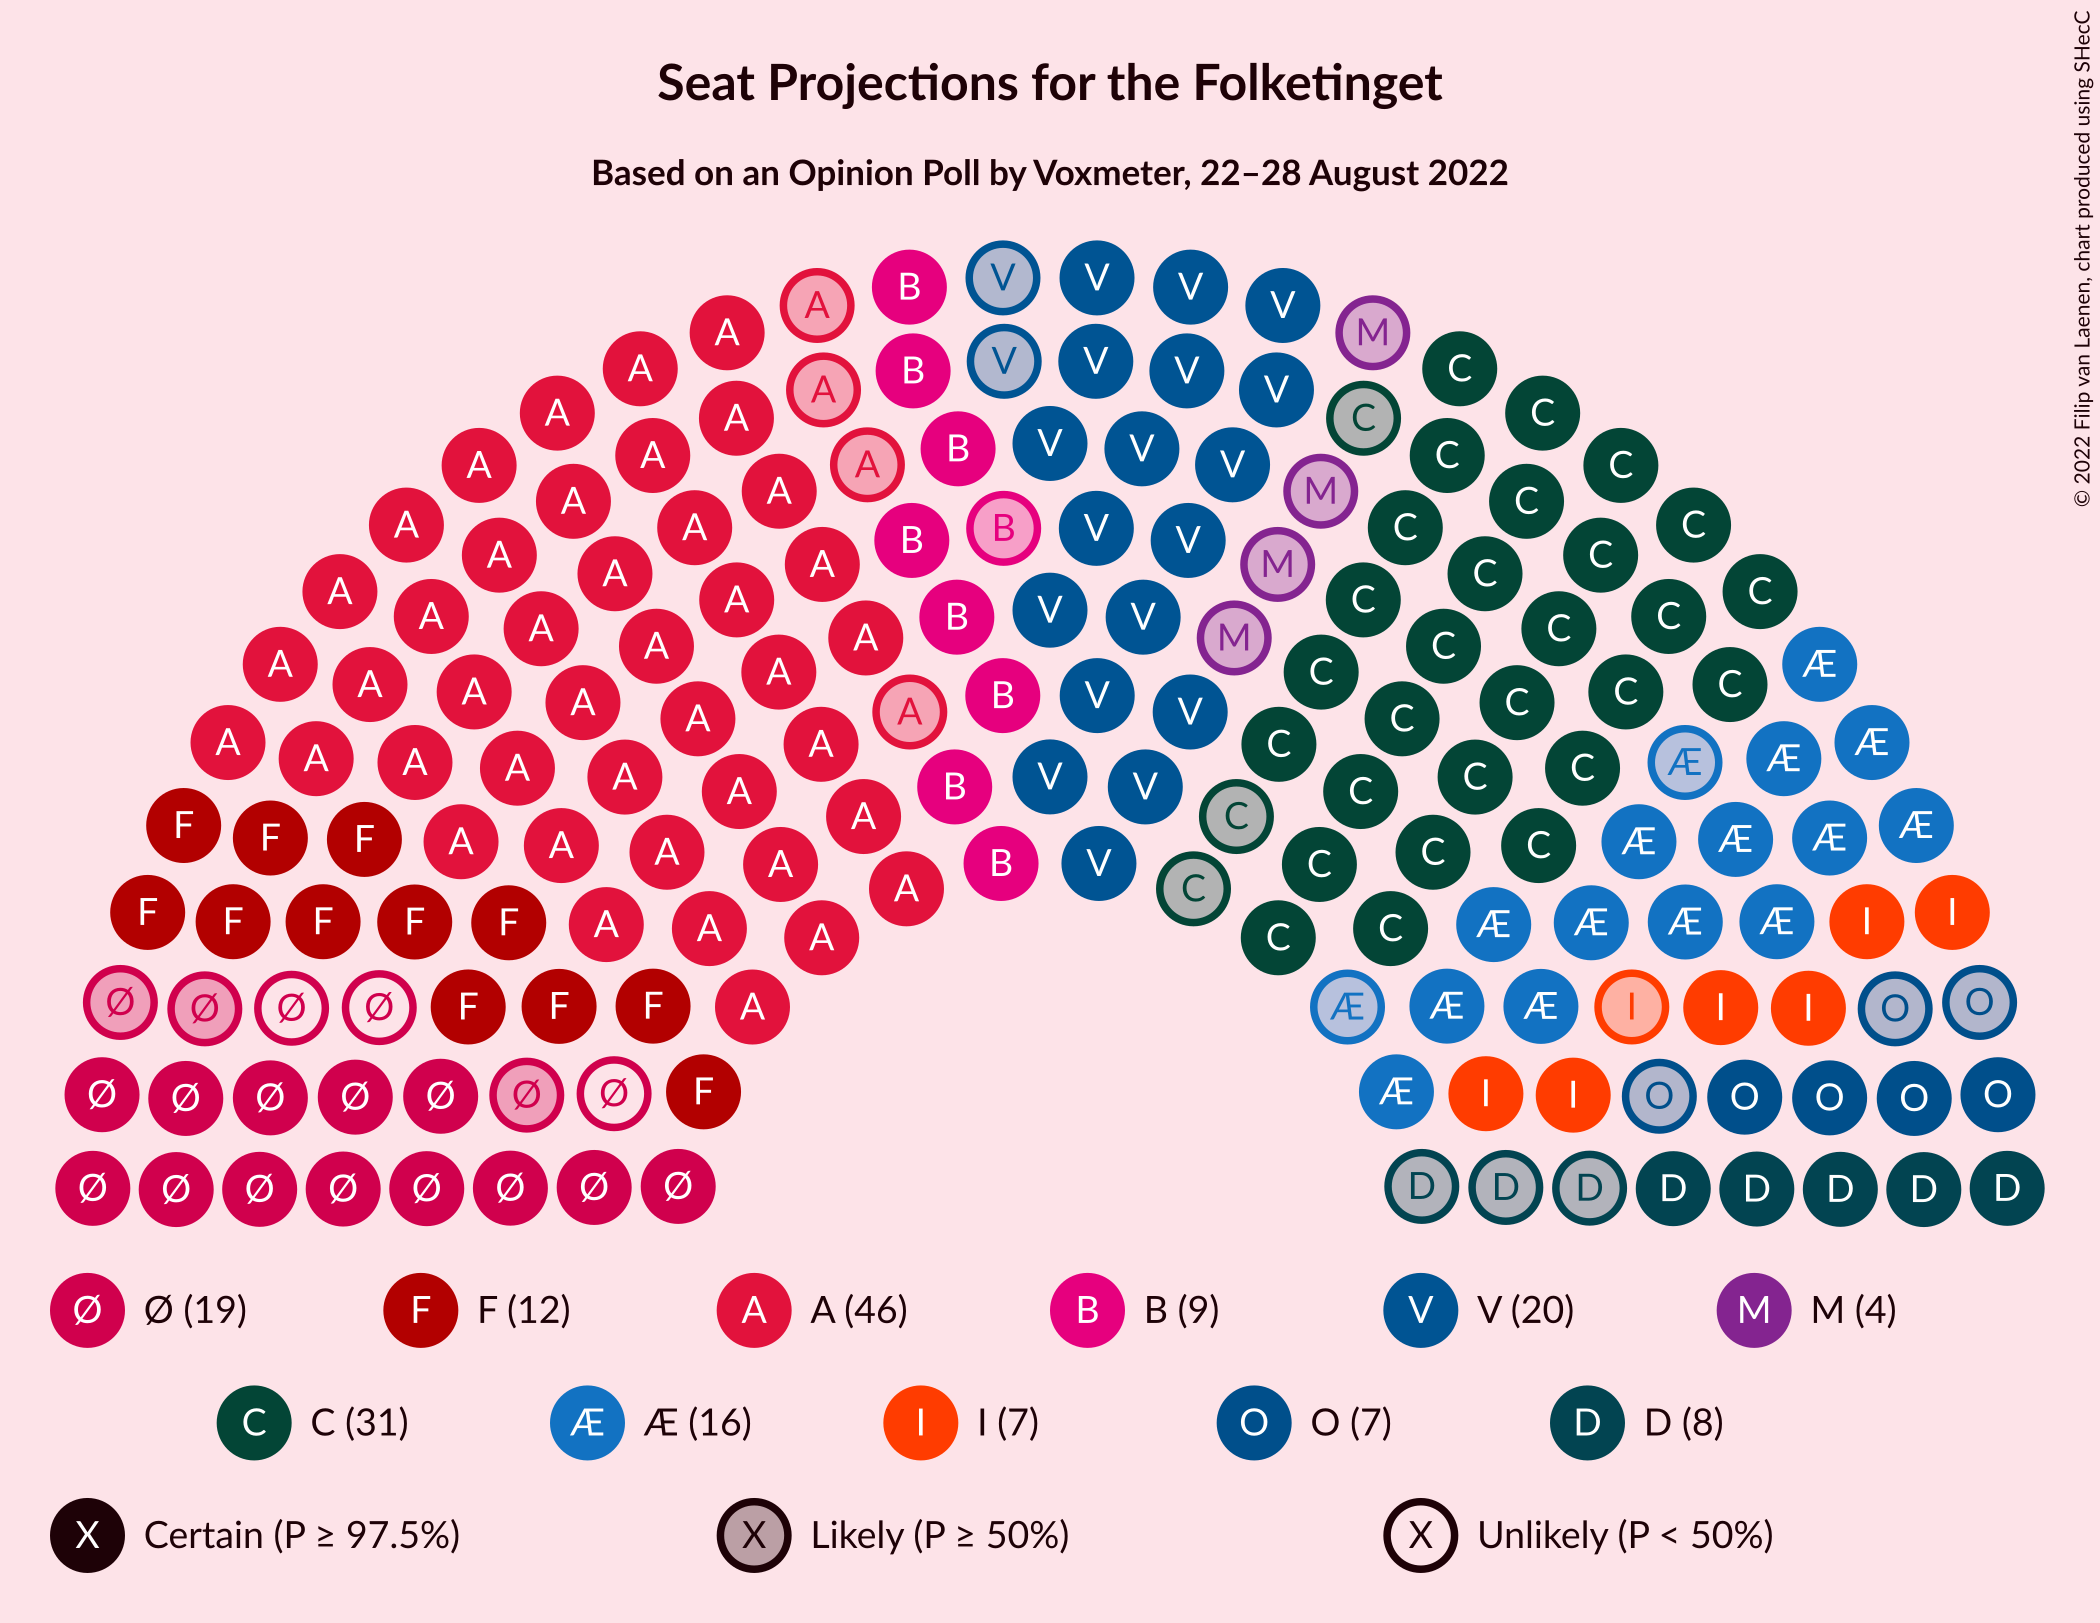 Seat Projections for the Folketinget
Based on an Opinion Poll by Voxmeter, 22–28 August 2022
© 2022 Filip van Laenen, chart produced using SHecC
B V V V V
A A M
A B V V V V C
A A C C
A A B V V V C C
A A A M C C
A A B B V V C C
A A A M C C
A A A B V V C C C
A A A M C C
A A A A B V V C C C Æ
A A A A C C C
A A A A V V C C C Æ
A A A A B C C Æ Æ
F A A A C C C Æ
F F A A A B V C C Æ Æ Æ
F F F F F A A A A C C C Æ Æ Æ Æ I I
Ø Ø Ø Ø F F F A Æ Æ Æ I I I O O
Ø Ø Ø Ø Ø Ø Ø F Æ I I O O O O O
Ø Ø Ø Ø Ø Ø Ø Ø D D D D D D D D
Ø Ø (19) F F (12) A A (46) B B (9) V V (20) M M (4)
C C (31) Æ Æ (16) I I (7) O O (7) D D (8)
X Certain (P ≥ 97.5%) X Likely (P ≥ 50%) X Unlikely (P < 50%)